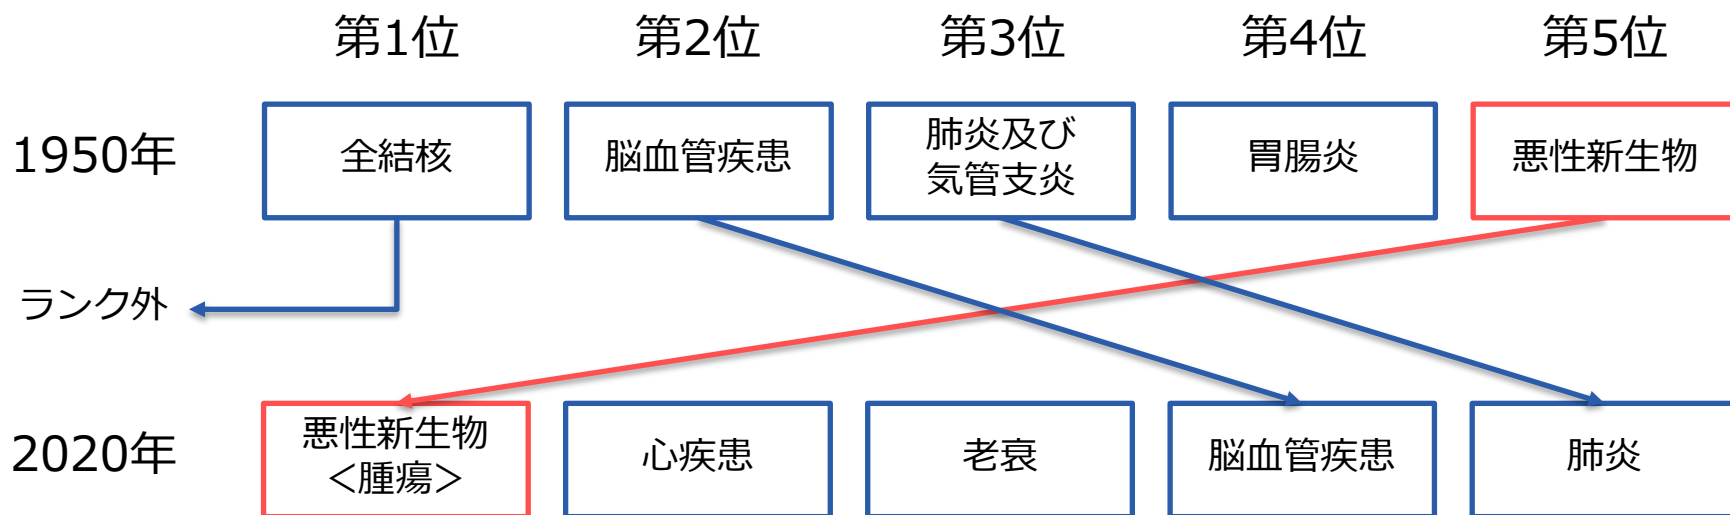 第1位 第2位 第3位 第4位 第5位
1950年
全結核
脳血管疾患
肺炎及び
気管支炎
胃腸炎
悪性新生物
ランク外
2020年
悪性新生物
<腫瘍>
心疾患
老衰
脳血管疾患
肺炎